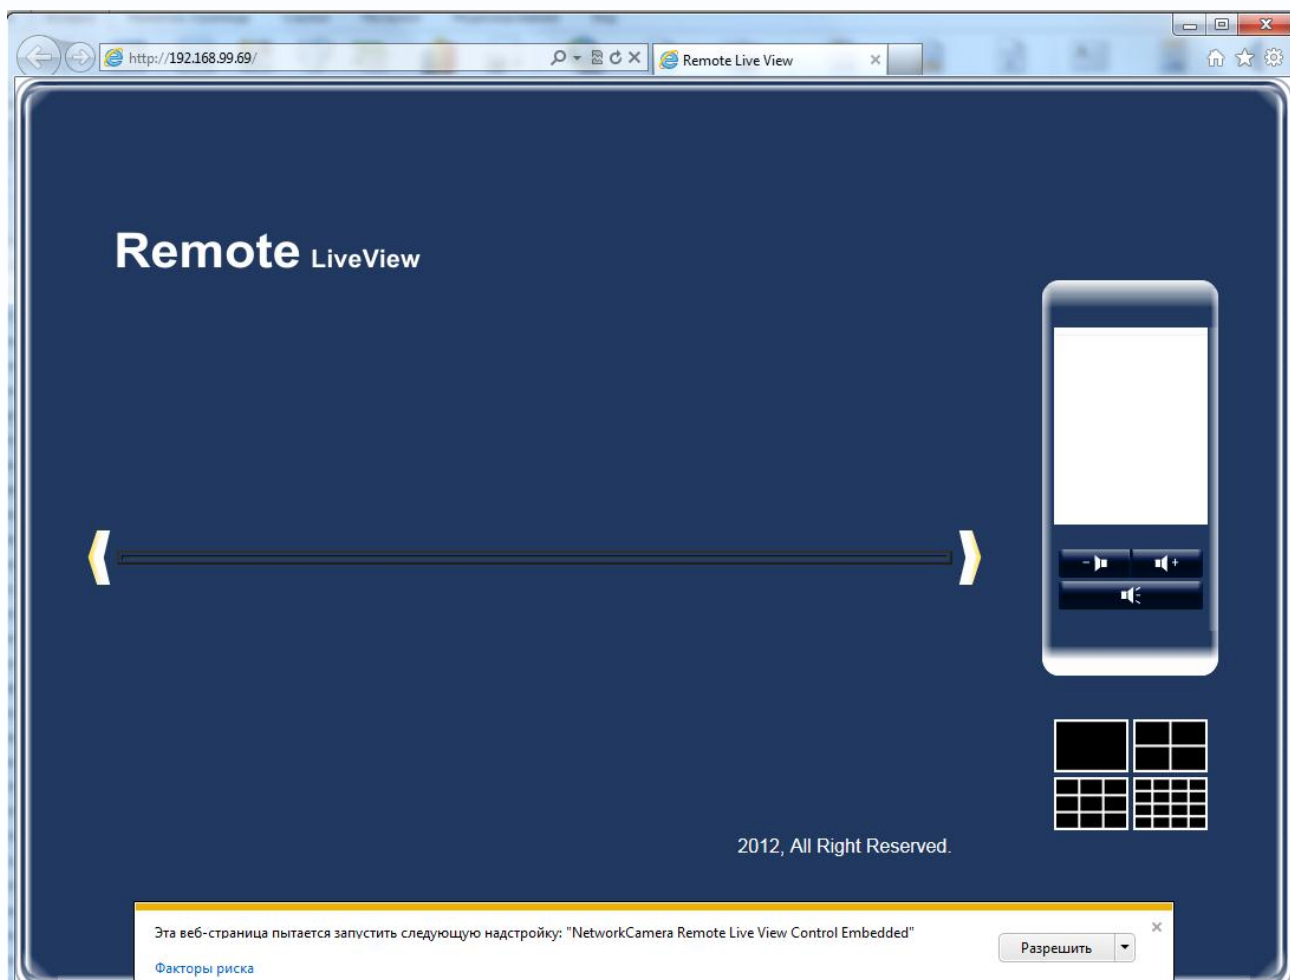 http://192.168.99.69/
Remote Live View
Remote LiveView
2012, All Right Reserved.
Эта веб-страница пытается запустить следующую надстройку: "NetworkCamera Remote Live View Control Embedded"
Разрешить
Факторы риска